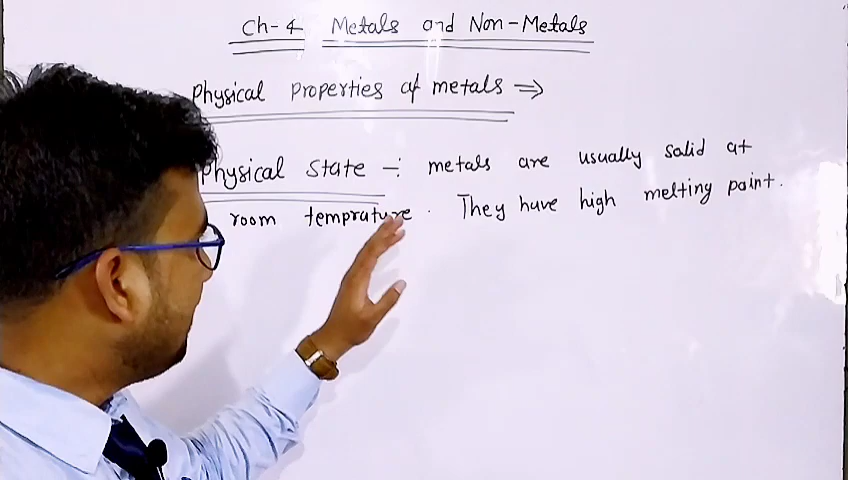 Ch-4 Metals and Non-Metals
Physical properties of metals ⇒
Physical state -: metals are usually solid at
room temprature. They have high melting point.